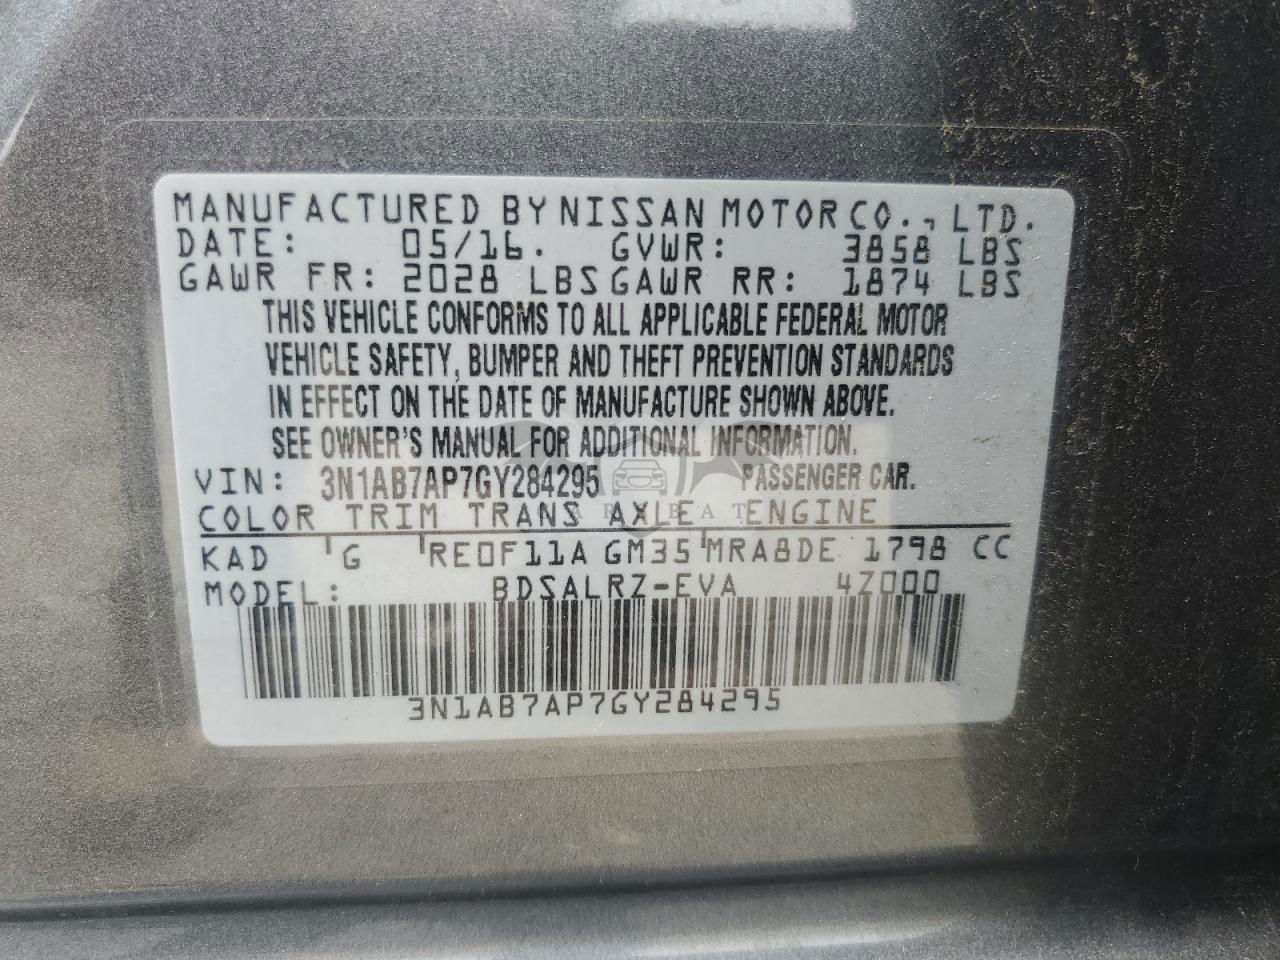 MANUFACTURED BY NISSAN MOTOR CO., LTD.
DATE: 05/16. GVWR: 3858 LBS
GAWR FR: 2028 LBS GAWR RR: 1874 LBS
THIS VEHICLE CONFORMS TO ALL APPLICABLE FEDERAL MOTOR
VEHICLE SAFETY, BUMPER AND THEFT PREVENTION STANDARDS
IN EFFECT ON THE DATE OF MANUFACTURE SHOWN ABOVE.
SEE OWNER'S MANUAL FOR ADDITIONAL INFORMATION.
VIN: 3N1AB7AP7GY284295 PASSENGER CAR.
COLOR TRIM TRANS AXLE ENGINE
KAD G RE0F11A GM35 MRA8DE 1798 CC
MODEL: BDSALRZ-EVA 4Z000
3N1AB7AP7GY284295